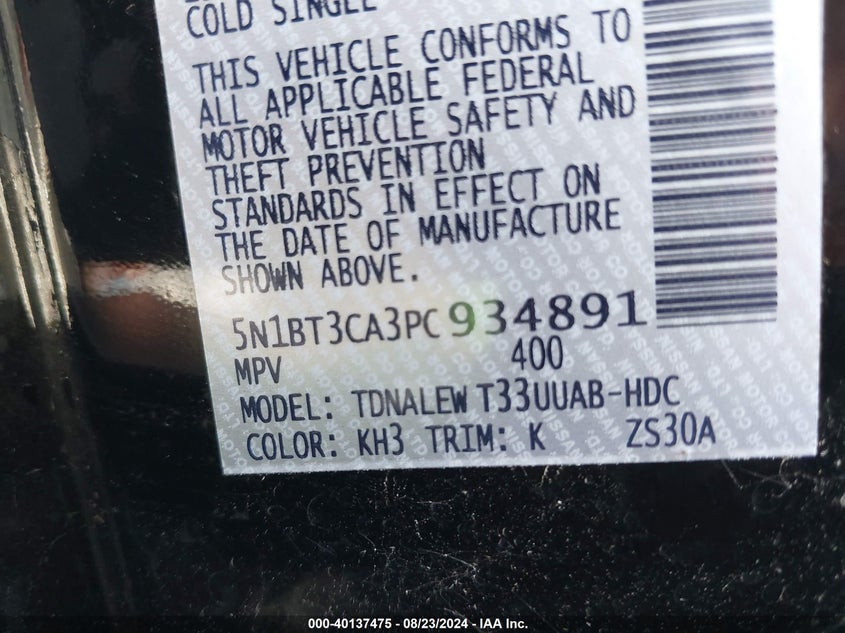 COLD SINGLE
THIS VEHICLE CONFORMS TO
ALL APPLICABLE FEDERAL
MOTOR VEHICLE SAFETY AND
THEFT PREVENTION
STANDARDS IN EFFECT ON
THE DATE OF MANUFACTURE
SHOWN ABOVE.
5N1BT3CA3PC934891
MPV 400
MODEL: TDNALEW T33UUAB-HDC
COLOR: KH3 TRIM: K ZS30A
000-40137475 - 08/23/2024 - IAA Inc.